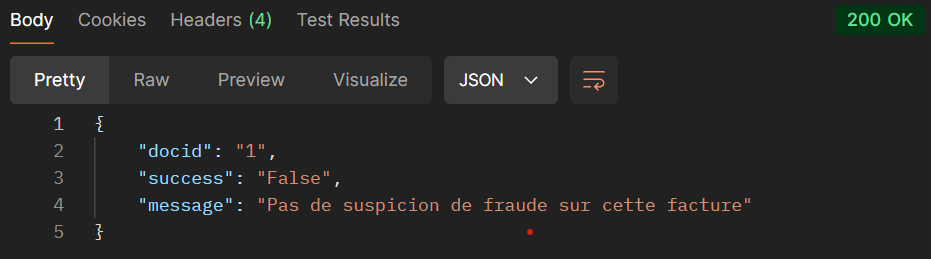 Body Cookies Headers (4) Test Results 200 OK
Pretty Raw Preview Visualize JSON
1 {
2 "docid": "1",
3 "success": "False",
4 "message": "Pas de suspicion de fraude sur cette facture"
5 }